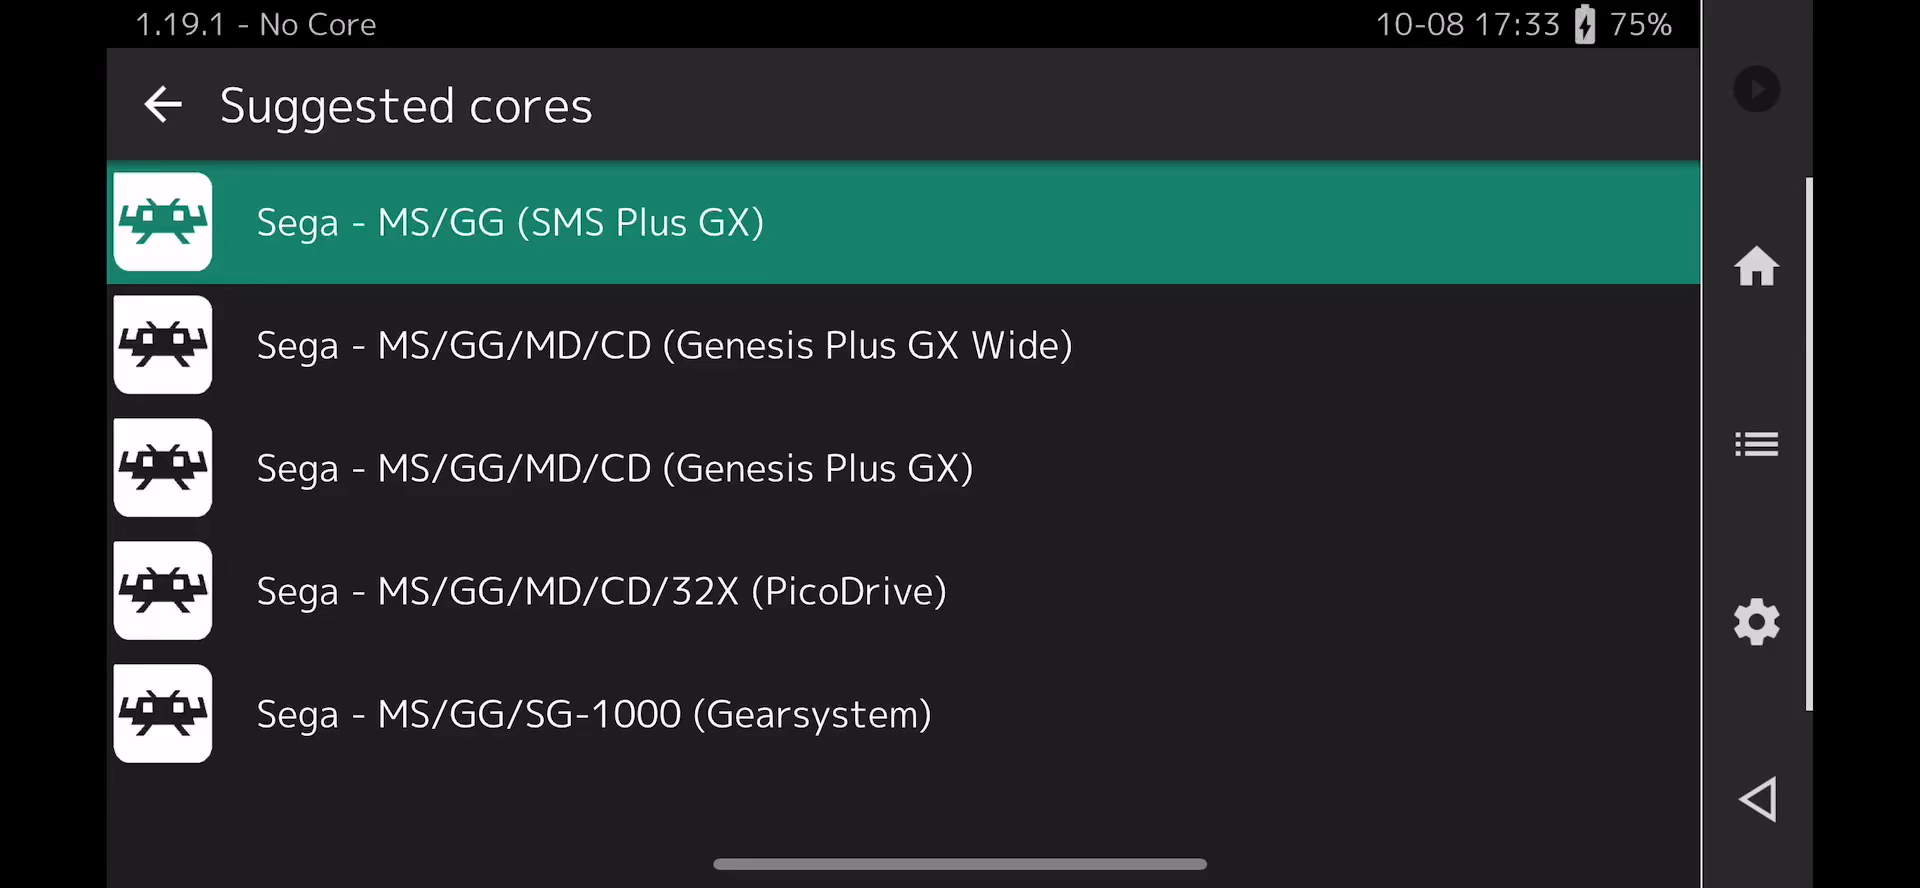 1.19.1 - No Core
10-08 17:33 75%
Suggested cores
Sega - MS/GG (SMS Plus GX)
Sega - MS/GG/MD/CD (Genesis Plus GX Wide)
Sega - MS/GG/MD/CD (Genesis Plus GX)
Sega - MS/GG/MD/CD/32X (PicoDrive)
Sega - MS/GG/SG-1000 (Gearsystem)